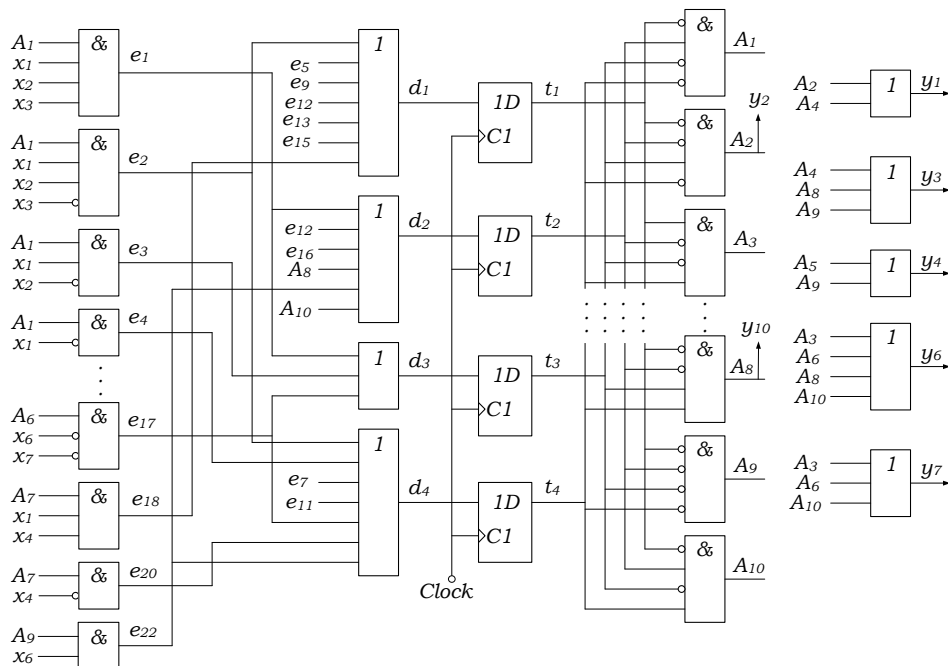 A1
x1
x2
x3
&
e1
A1
x1
x2
x3
&
e2
A1
x1
x2
&
e3
A1
x1
&
e4
A6
x6
x7
&
e17
A7
x1
x4
&
e18
A7
x4
&
e20
A9
x6
&
e22
e5
e9
e12
e13
e15
1
d1
e12
e16
A8
A10
1
d2
1
d3
e7
e11
1
d4
1D
C1
t1
1D
C1
t2
1D
C1
t3
1D
C1
t4
Clock
&
A1
&
A2
y2
&
A3
&
A8
y10
&
A9
&
A10
A2
A4
1
y1
A4
A8
A9
1
y3
A5
A9
1
y4
A3
A6
A8
A10
1
y6
A3
A6
A10
1
y7